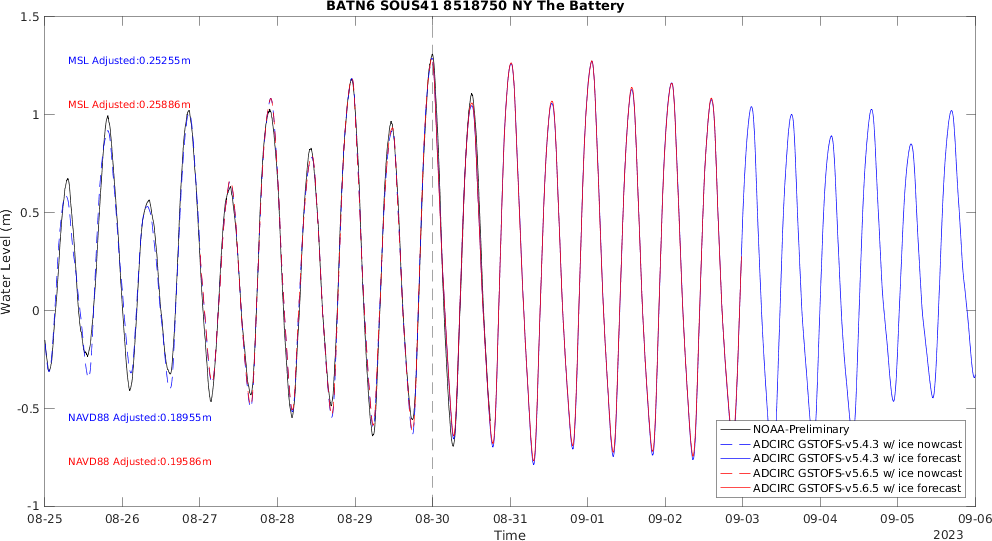 BATN6 SOUS41 8518750 NY The Battery
1.5
MSL Adjusted:0.25255m
MSL Adjusted:0.25886m
1
0.5
Water Level (m)
0
-0.5
NAVD88 Adjusted:0.18955m
NAVD88 Adjusted:0.19586m
NOAA-Preliminary
ADCIRC GSTOFS-v5.4.3 w/ ice nowcast
ADCIRC GSTOFS-v5.4.3 w/ ice forecast
ADCIRC GSTOFS-v5.6.5 w/ ice nowcast
ADCIRC GSTOFS-v5.6.5 w/ ice forecast
-1
08-25 08-26 08-27 08-28 08-29 08-30 08-31 09-01 09-02 09-03 09-04 09-05 09-06
Time
2023